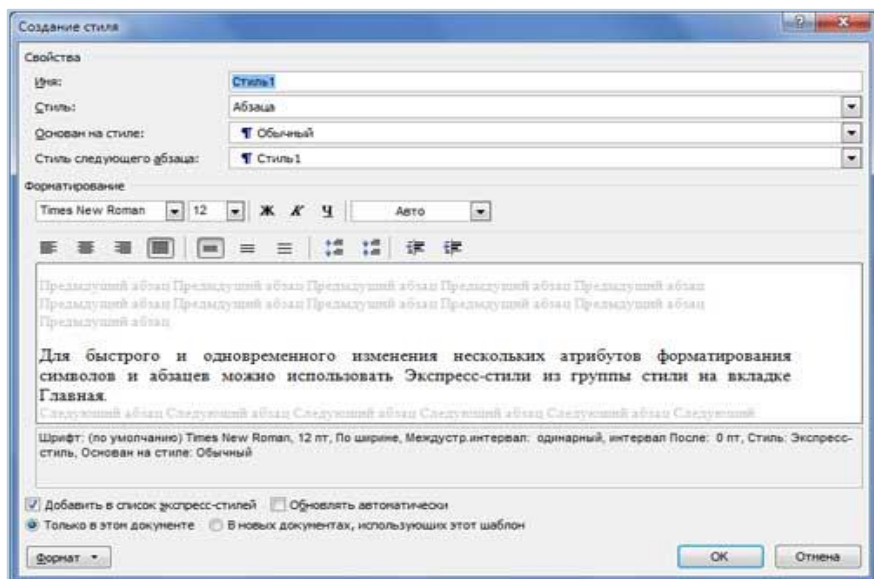 Создание стиля
Свойства
Имя: Стиль1
Стиль: Абзаца
Основан на стиле: ¶ Обычный
Стиль следующего абзаца: ¶ Стиль1
Форматирование
Times New Roman 12 Ж К Ч Авто
Предыдущий абзац Предыдущий абзац Предыдущий абзац Предыдущий абзац Предыдущий абзац
Предыдущий абзац Предыдущий абзац Предыдущий абзац Предыдущий абзац Предыдущий абзац
Предыдущий абзац
Для быстрого и одновременного изменения нескольких атрибутов форматирования
символов и абзацев можно использовать Экспресс-стили из группы стили на вкладке
Главная.
Следующий абзац Следующий абзац Следующий абзац Следующий абзац Следующий абзац Следующий
Шрифт: (по умолчанию) Times New Roman, 12 пт, По ширине, Междустр.интервал: одинарный, интервал После: 0 пт, Стиль: Экспресс-
стиль, Основан на стиле: Обычный
Добавить в список экспресс-стилей Обновлять автоматически
Только в этом документе В новых документах, использующих этот шаблон
Формат ОК Отмена